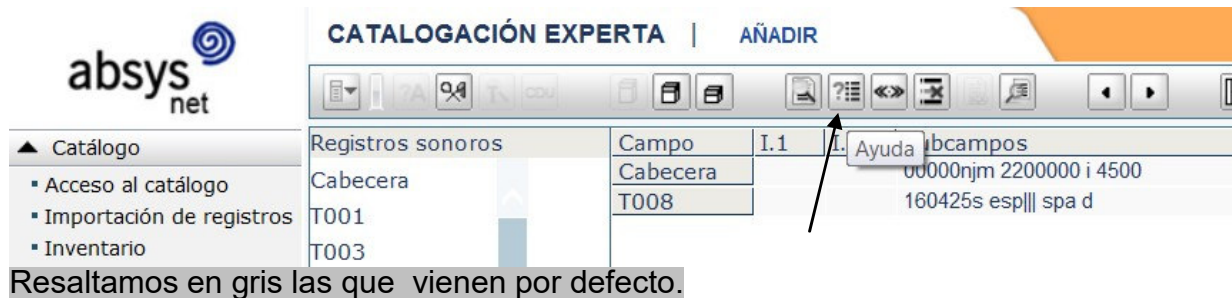 absys
net
CATALOGACIÓN EXPERTA | AÑADIR
?A CDU ?
Catálogo
Acceso al catálogo
Importación de registros
Inventario
Registros sonoros
Cabecera
T001
T003
Campo I.1 I. Ayuda bcampos
Cabecera 00000njm 2200000 i 4500
T008 160425s esp||| spa d
Resaltamos en gris las que  vienen por defecto.